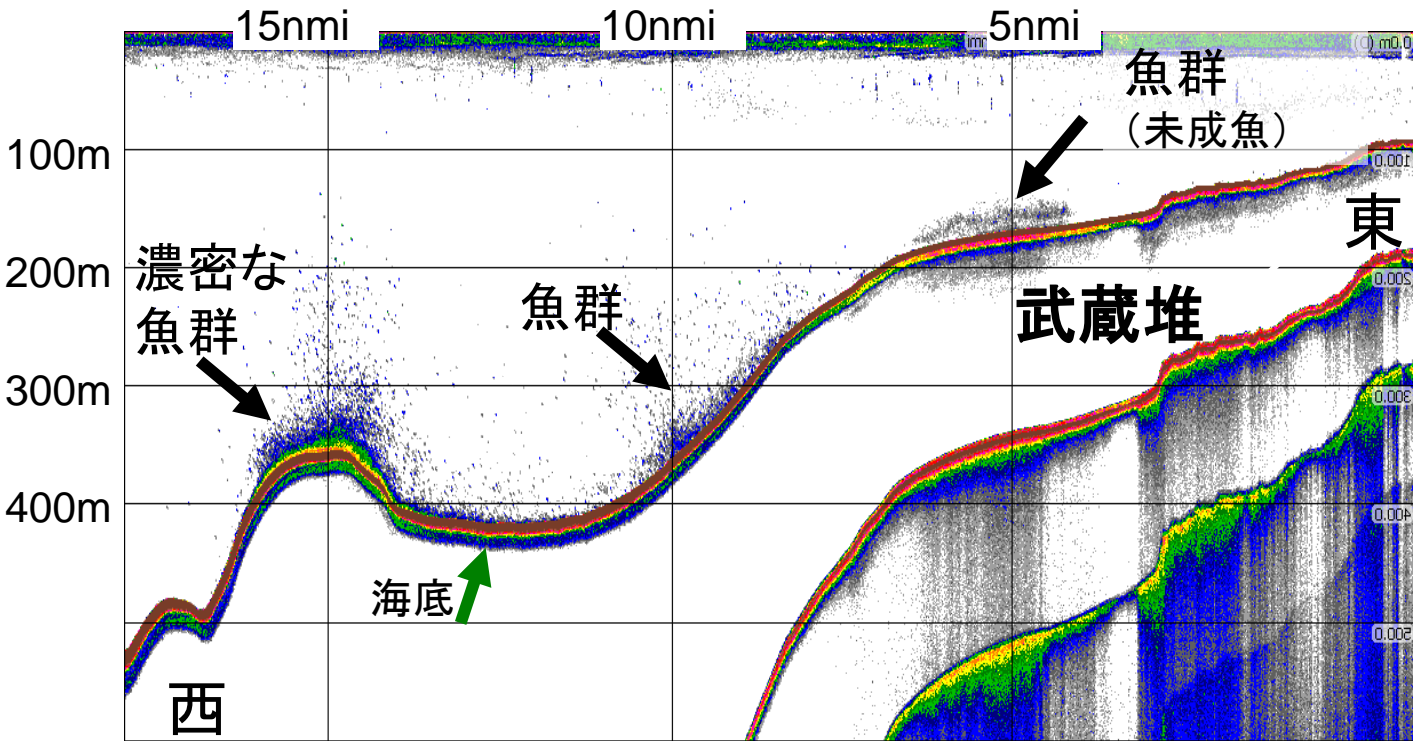 15nmi
10nmi
5nmi
魚群
（未成魚）
100m
200m
300m
400m
濃密な
魚群
魚群
東
武蔵堆
海底
西